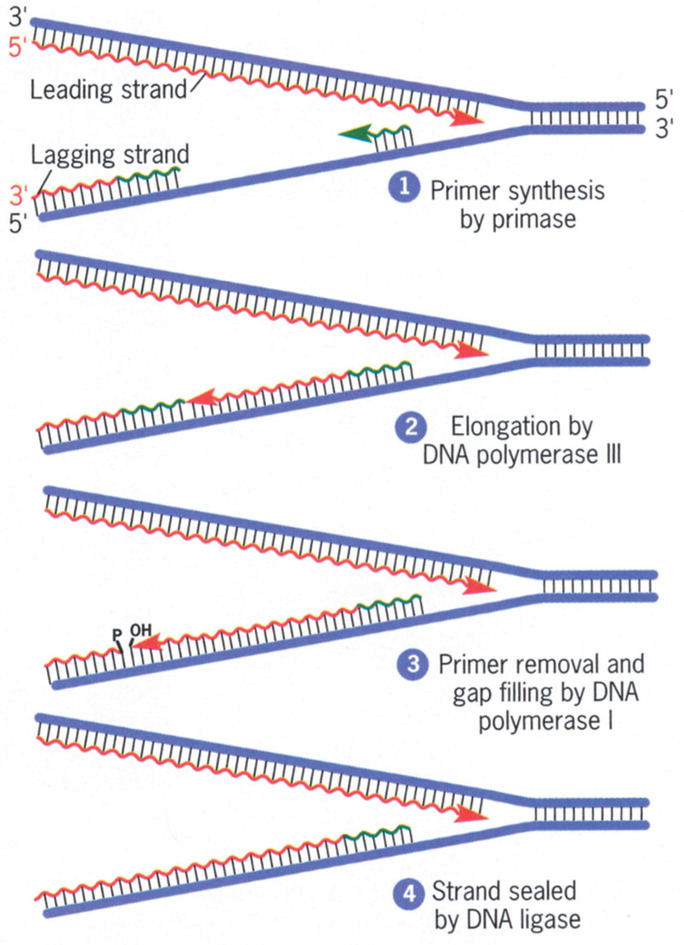 3'
5'
Leading strand
5'
3'
Lagging strand
3'
5'
1 Primer synthesis
by primase
2 Elongation by
DNA polymerase III
P OH
3 Primer removal and
gap filling by DNA
polymerase I
4 Strand sealed
by DNA ligase